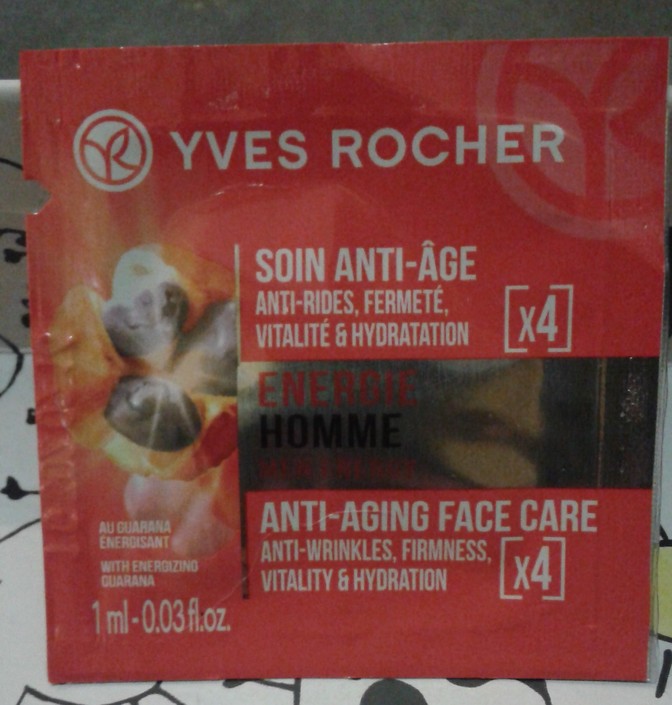 YVES ROCHER
SOIN ANTI-ÂGE
ANTI-RIDES, FERMETÉ,
VITALITÉ & HYDRATATION
[X4]
ENERGIE
HOMME
ANTI-AGING FACE CARE
ANTI-WRINKLES, FIRMNESS,
VITALITY & HYDRATION
[X4]
AU GUARANA
ÉNERGISANT
WITH ENERGIZING
GUARANA
1 ml - 0.03 fl.oz.